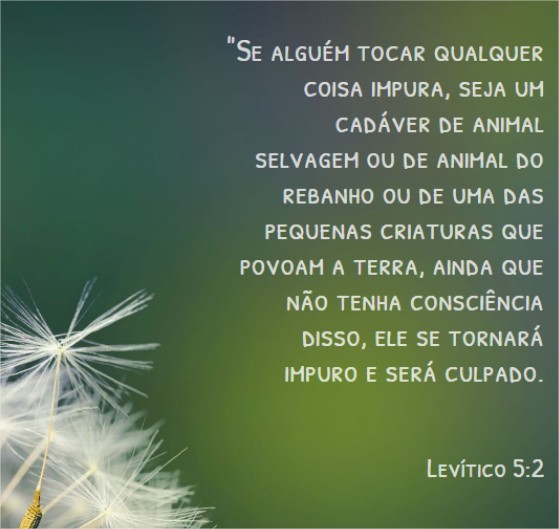 "Se alguém tocar qualquer
coisa impura, seja um
cadáver de animal
selvagem ou de animal do
rebanho ou de uma das
pequenas criaturas que
povoam a terra, ainda que
não tenha consciência
disso, ele se tornará
impuro e será culpado.
Levítico 5:2